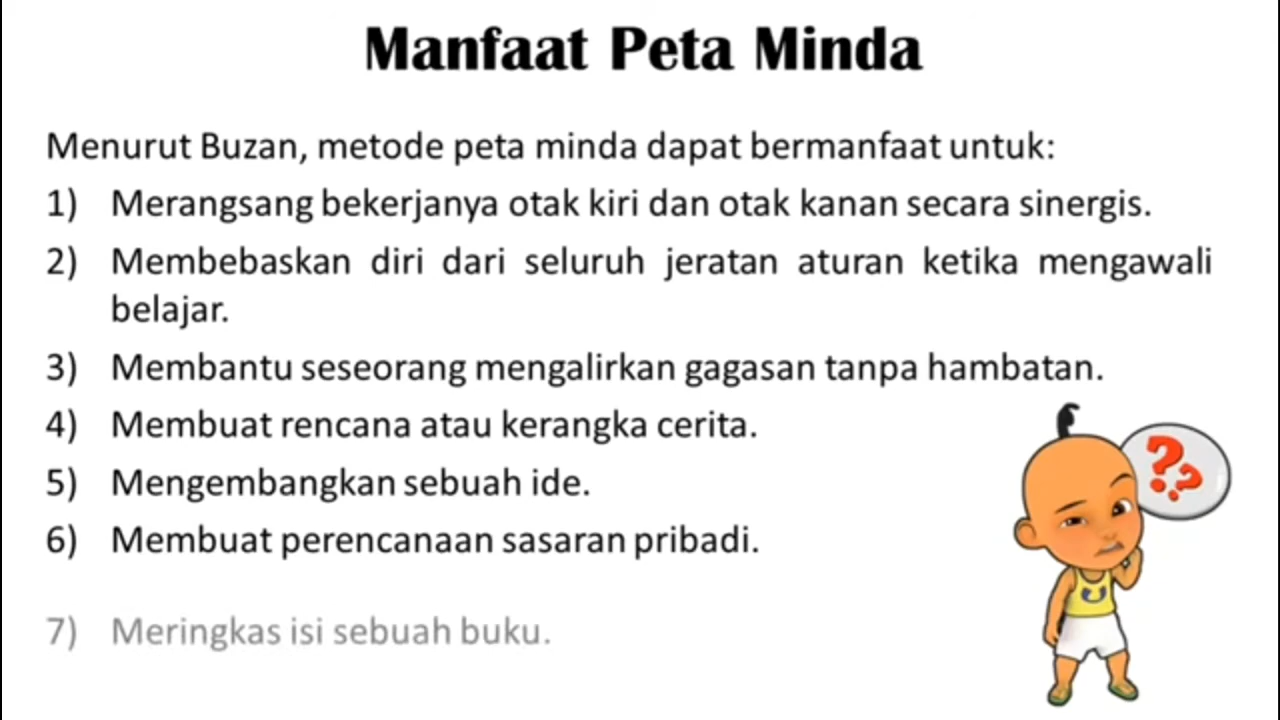 Manfaat Peta Minda
Menurut Buzan, metode peta minda dapat bermanfaat untuk:
1) Merangsang bekerjanya otak kiri dan otak kanan secara sinergis.
2) Membebaskan diri dari seluruh jeratan aturan ketika mengawali
belajar.
3) Membantu seseorang mengalirkan gagasan tanpa hambatan.
4) Membuat rencana atau kerangka cerita.
5) Mengembangkan sebuah ide.
??
6) Membuat perencanaan sasaran pribadi.
7) Meringkas isi sebuah buku.